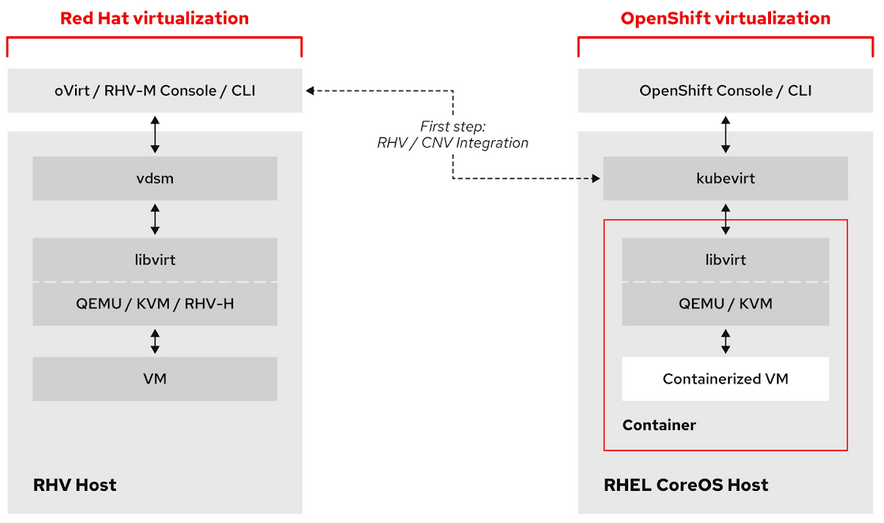 Red Hat virtualization
OpenShift virtualization
oVirt / RHV-M Console / CLI
OpenShift Console / CLI
First step:
RHV / CNV Integration
vdsm
kubevirt
libvirt
libvirt
QEMU / KVM / RHV-H
QEMU / KVM
VM
Containerized VM
Container
RHV Host
RHEL CoreOS Host